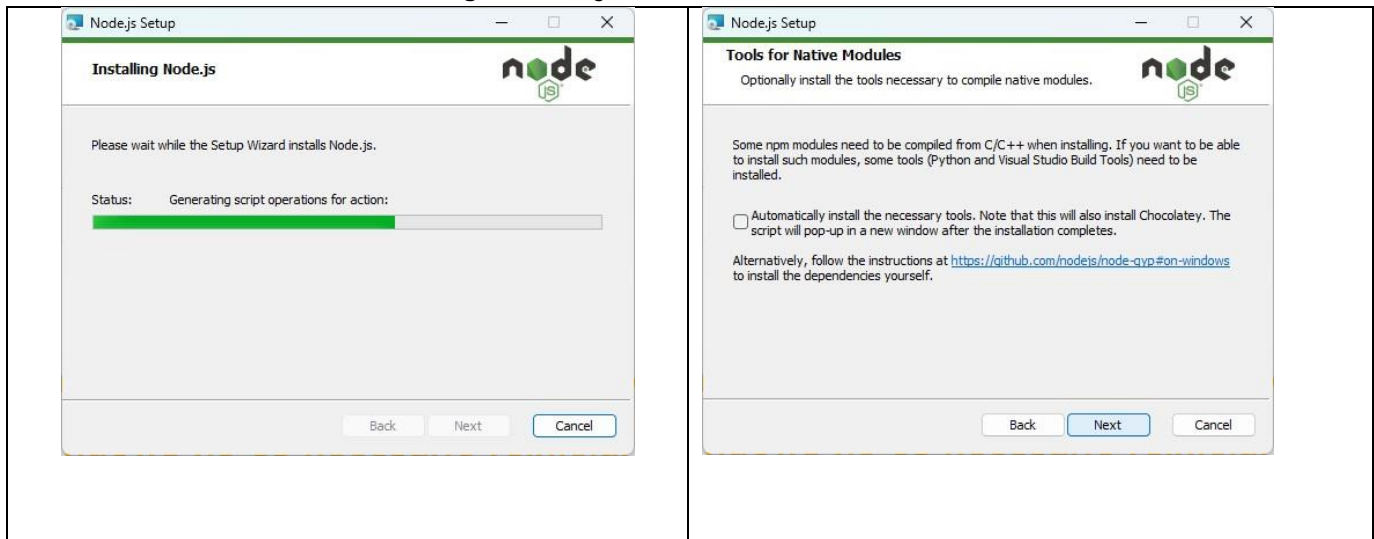 Node.js Setup
Installing Node.js
node
JS
Please wait while the Setup Wizard installs Node.js.
Status: Generating script operations for action:
Back Next Cancel
Node.js Setup
Tools for Native Modules
Optionally install the tools necessary to compile native modules.
node
JS
Some npm modules need to be compiled from C/C++ when installing. If you want to be able
to install such modules, some tools (Python and Visual Studio Build Tools) need to be
installed.
Automatically install the necessary tools. Note that this will also install Chocolatey. The
script will pop-up in a new window after the installation completes.
Alternatively, follow the instructions at https://github.com/nodejs/node-gyp#on-windows
to install the dependencies yourself.
Back Next Cancel